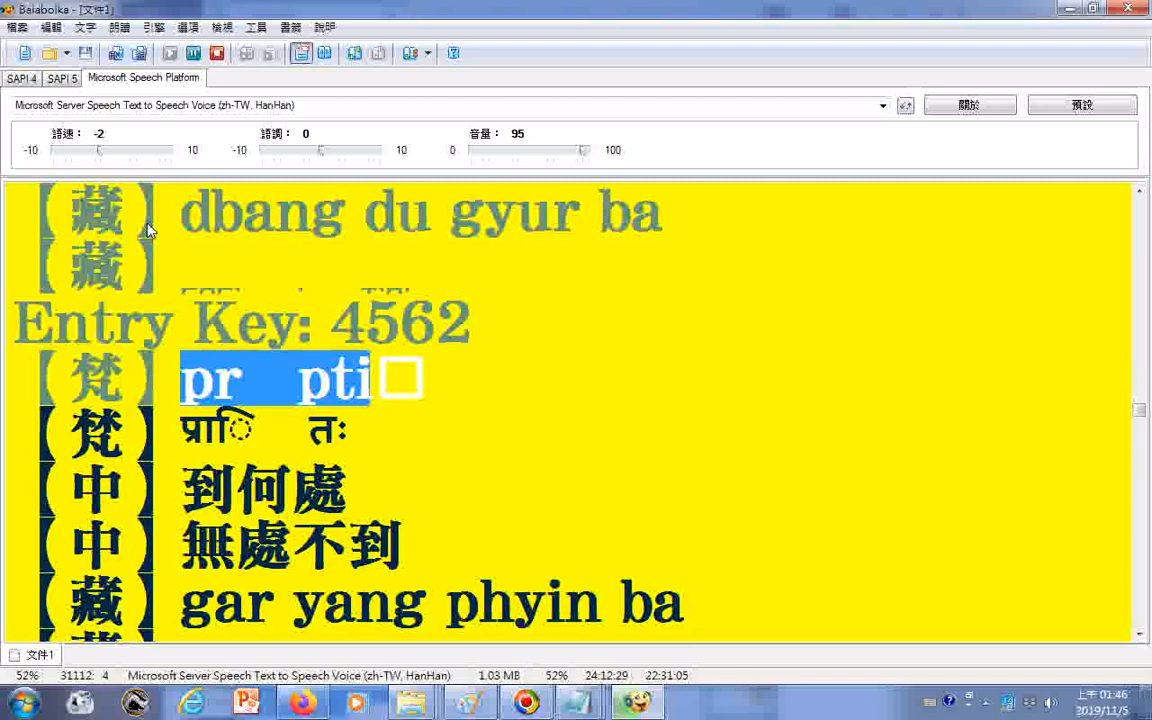 Balabolka - [文件1]
檔案 編輯 文字 朗讀 引擎 選項 檢視 工具 書籤 說明
SAPI 4 SAPI 5 Microsoft Speech Platform
Microsoft Server Speech Text to Speech Voice (zh-TW, HanHan) 關於 預設
語速： -2 語調： 0 音量： 95
-10 10 -10 10 0 100
【藏】 dbang du gyur ba
【藏】
Entry Key: 4562
【梵】 pr pti□
【梵】 प्राि तः
【中】 到何處
【中】 無處不到
【藏】 gar yang phyin ba
文件1
52% 31112: 4 Microsoft Server Speech Text to Speech Voice (zh-TW, HanHan) 1.03 MB 52% 24:12:29 22:31:05
上午 01:46
2019/11/5